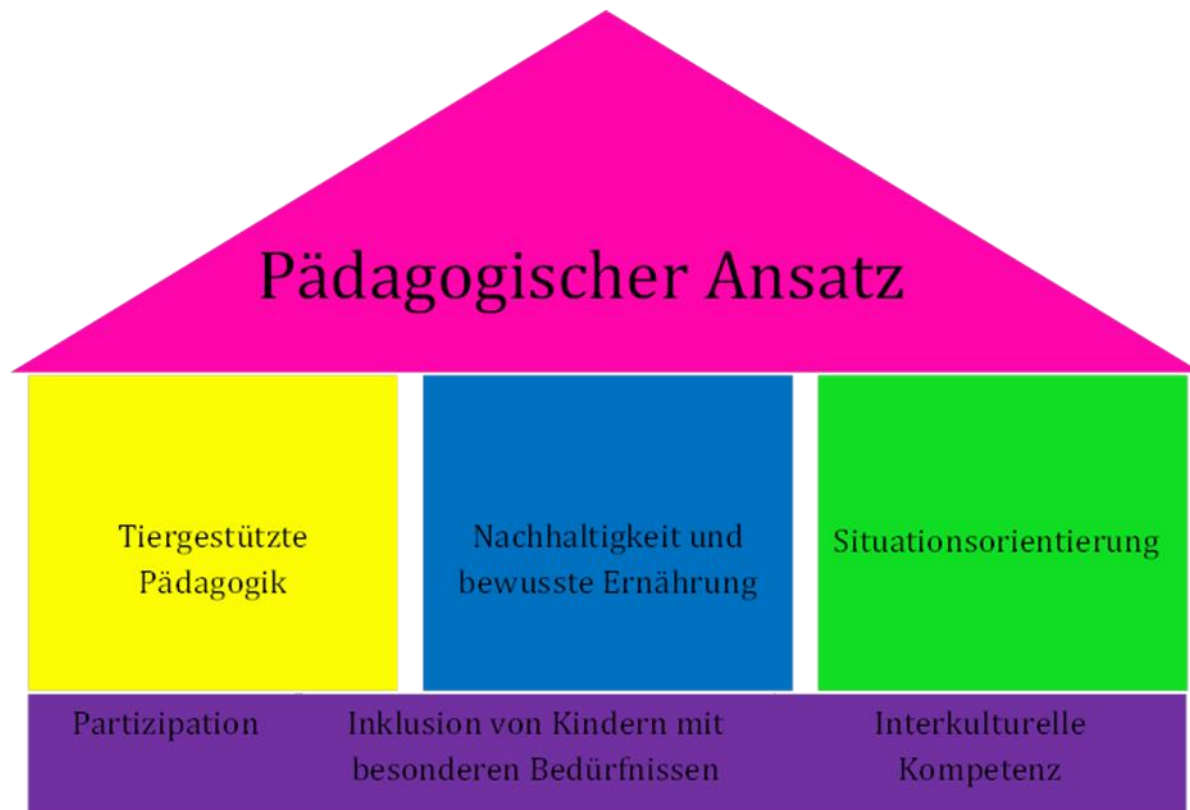 Pädagogischer Ansatz
Tiergestützte
Pädagogik
Nachhaltigkeit und
bewusste Ernährung
Situationsorientierung
Partizipation
Inklusion von Kindern mit
besonderen Bedürfnissen
Interkulturelle
Kompetenz